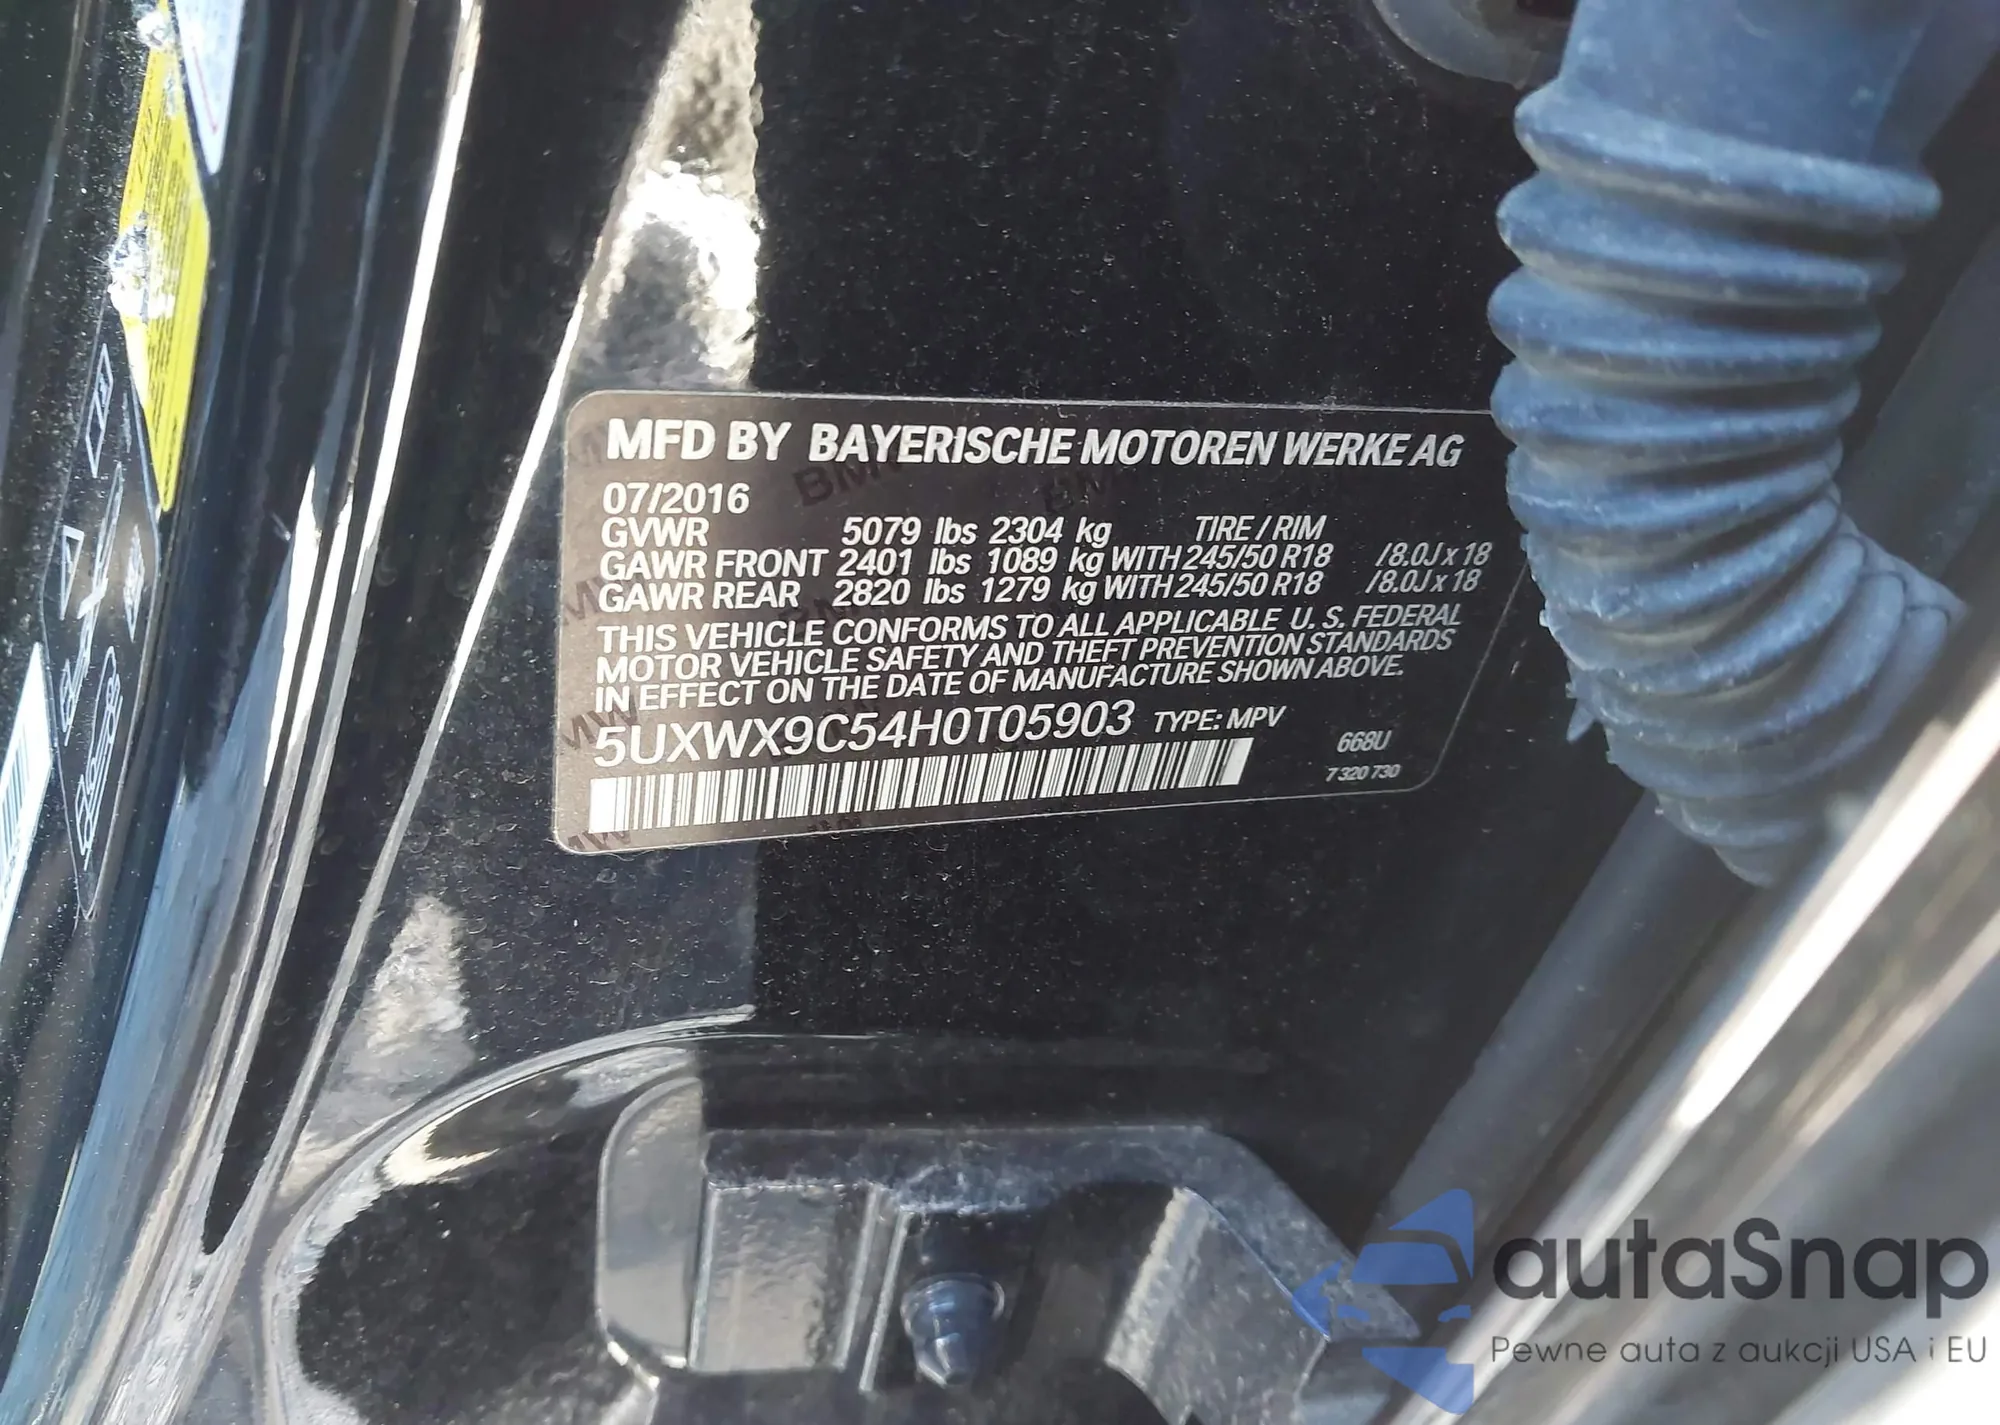 MFD BY BAYERISCHE MOTOREN WERKE AG
07/2016
GVWR 5079 lbs 2304 kg TIRE / RIM
GAWR FRONT 2401 lbs 1089 kg WITH 245/50 R18 /8.0J x 18
GAWR REAR 2820 lbs 1279 kg WITH 245/50 R18 /8.0J x 18
THIS VEHICLE CONFORMS TO ALL APPLICABLE U. S. FEDERAL
MOTOR VEHICLE SAFETY AND THEFT PREVENTION STANDARDS
IN EFFECT ON THE DATE OF MANUFACTURE SHOWN ABOVE.
5UXWX9C54H0T05903 TYPE: MPV
668U
7 320 730
autaSnap
Pewne auta z aukcji USA i EU